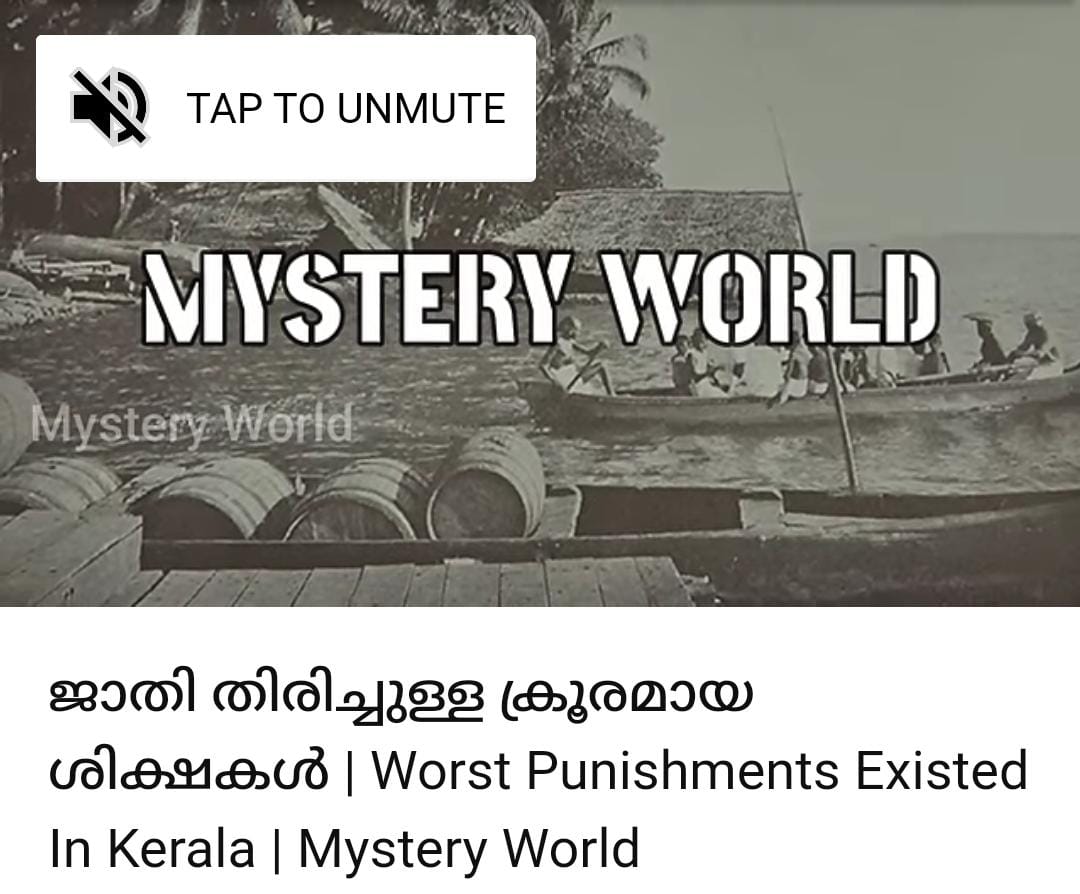 TAP TO UNMUTE
MYSTERY WORLD
Mystery World
ജാതി തിരിച്ചുള്ള ക്രൂരമായ
ശിക്ഷകൾ | Worst Punishments Existed
In Kerala | Mystery World